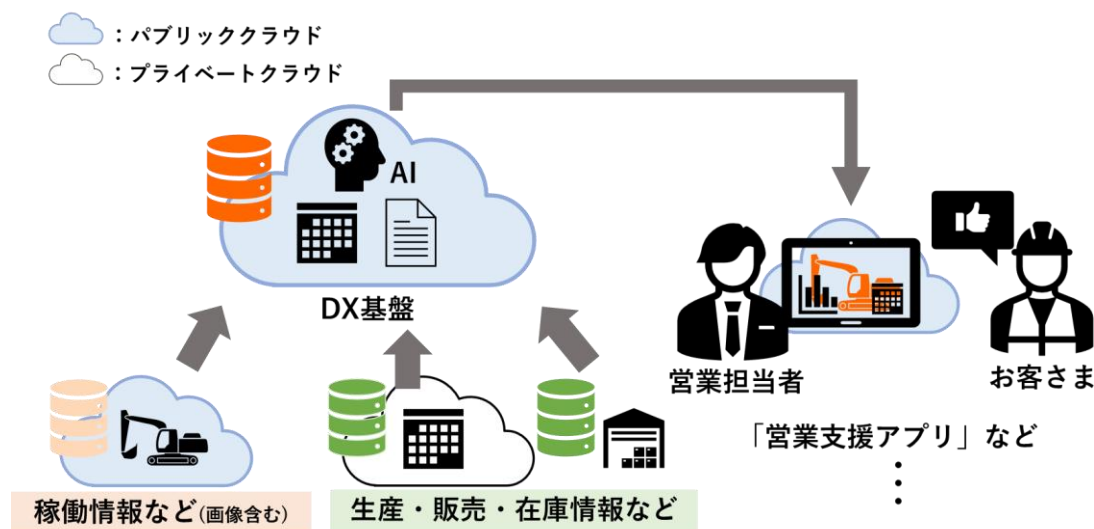 ：パブリッククラウド
：プライベートクラウド
AI
DX基盤
営業担当者
お客さま
「営業支援アプリ」など
稼働情報など(画像含む)
生産・販売・在庫情報など